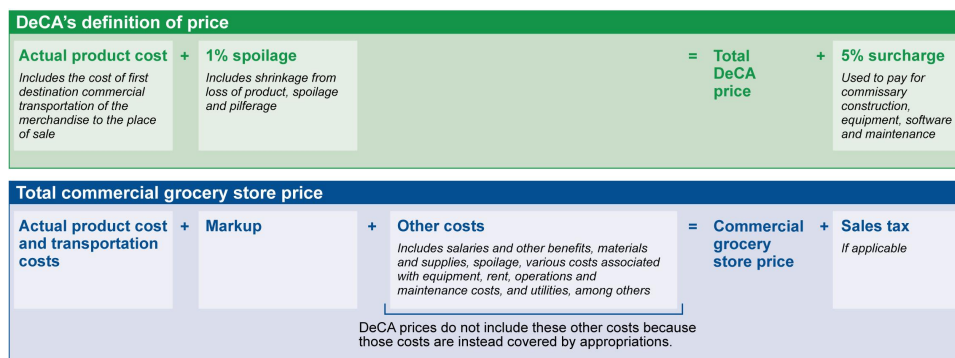 DeCA's definition of price
Actual product cost + 1% spoilage = Total DeCA price + 5% surcharge
Includes the cost of first
destination commercial
transportation of the
merchandise to the place
of sale
Includes shrinkage from
loss of product, spoilage
and pilferage
Used to pay for
commissary
construction,
equipment, software
and maintenance
Total commercial grocery store price
Actual product cost
and transportation
costs
+
Markup
+
Other costs
Includes salaries and other benefits, materials
and supplies, spoilage, various costs associated
with equipment, rent, operations and
maintenance costs, and utilities, among others
=
Commercial
grocery
store price
+
Sales tax
If applicable
DeCA prices do not include these other costs because
those costs are instead covered by appropriations.